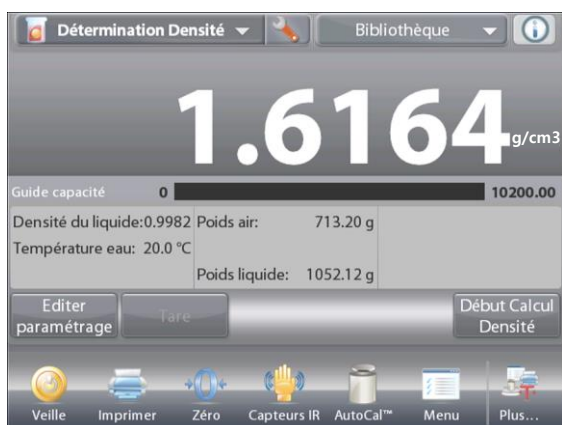 Détermination Densité Bibliothèque
1.6164 g/cm3
Guide capacité 0 10200.00
Densité du liquide:0.9982 Poids air: 713.20 g
Température eau: 20.0 °C
Poids liquide: 1052.12 g
Editer paramétrage
Tare
Début Calcul Densité
Veille Imprimer Zéro Capteurs IR AutoCal™ Menu Plus...